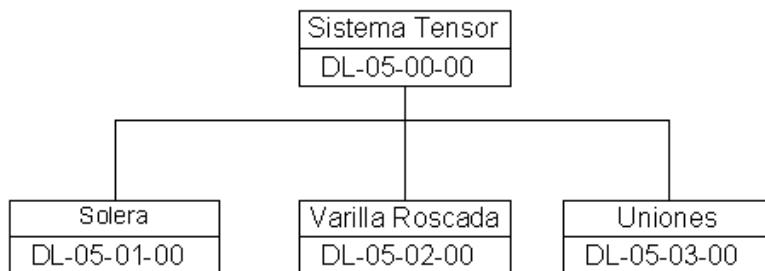 Sistema Tensor
DL-05-00-00
Solera
DL-05-01-00
Varilla Roscada
DL-05-02-00
Uniones
DL-05-03-00